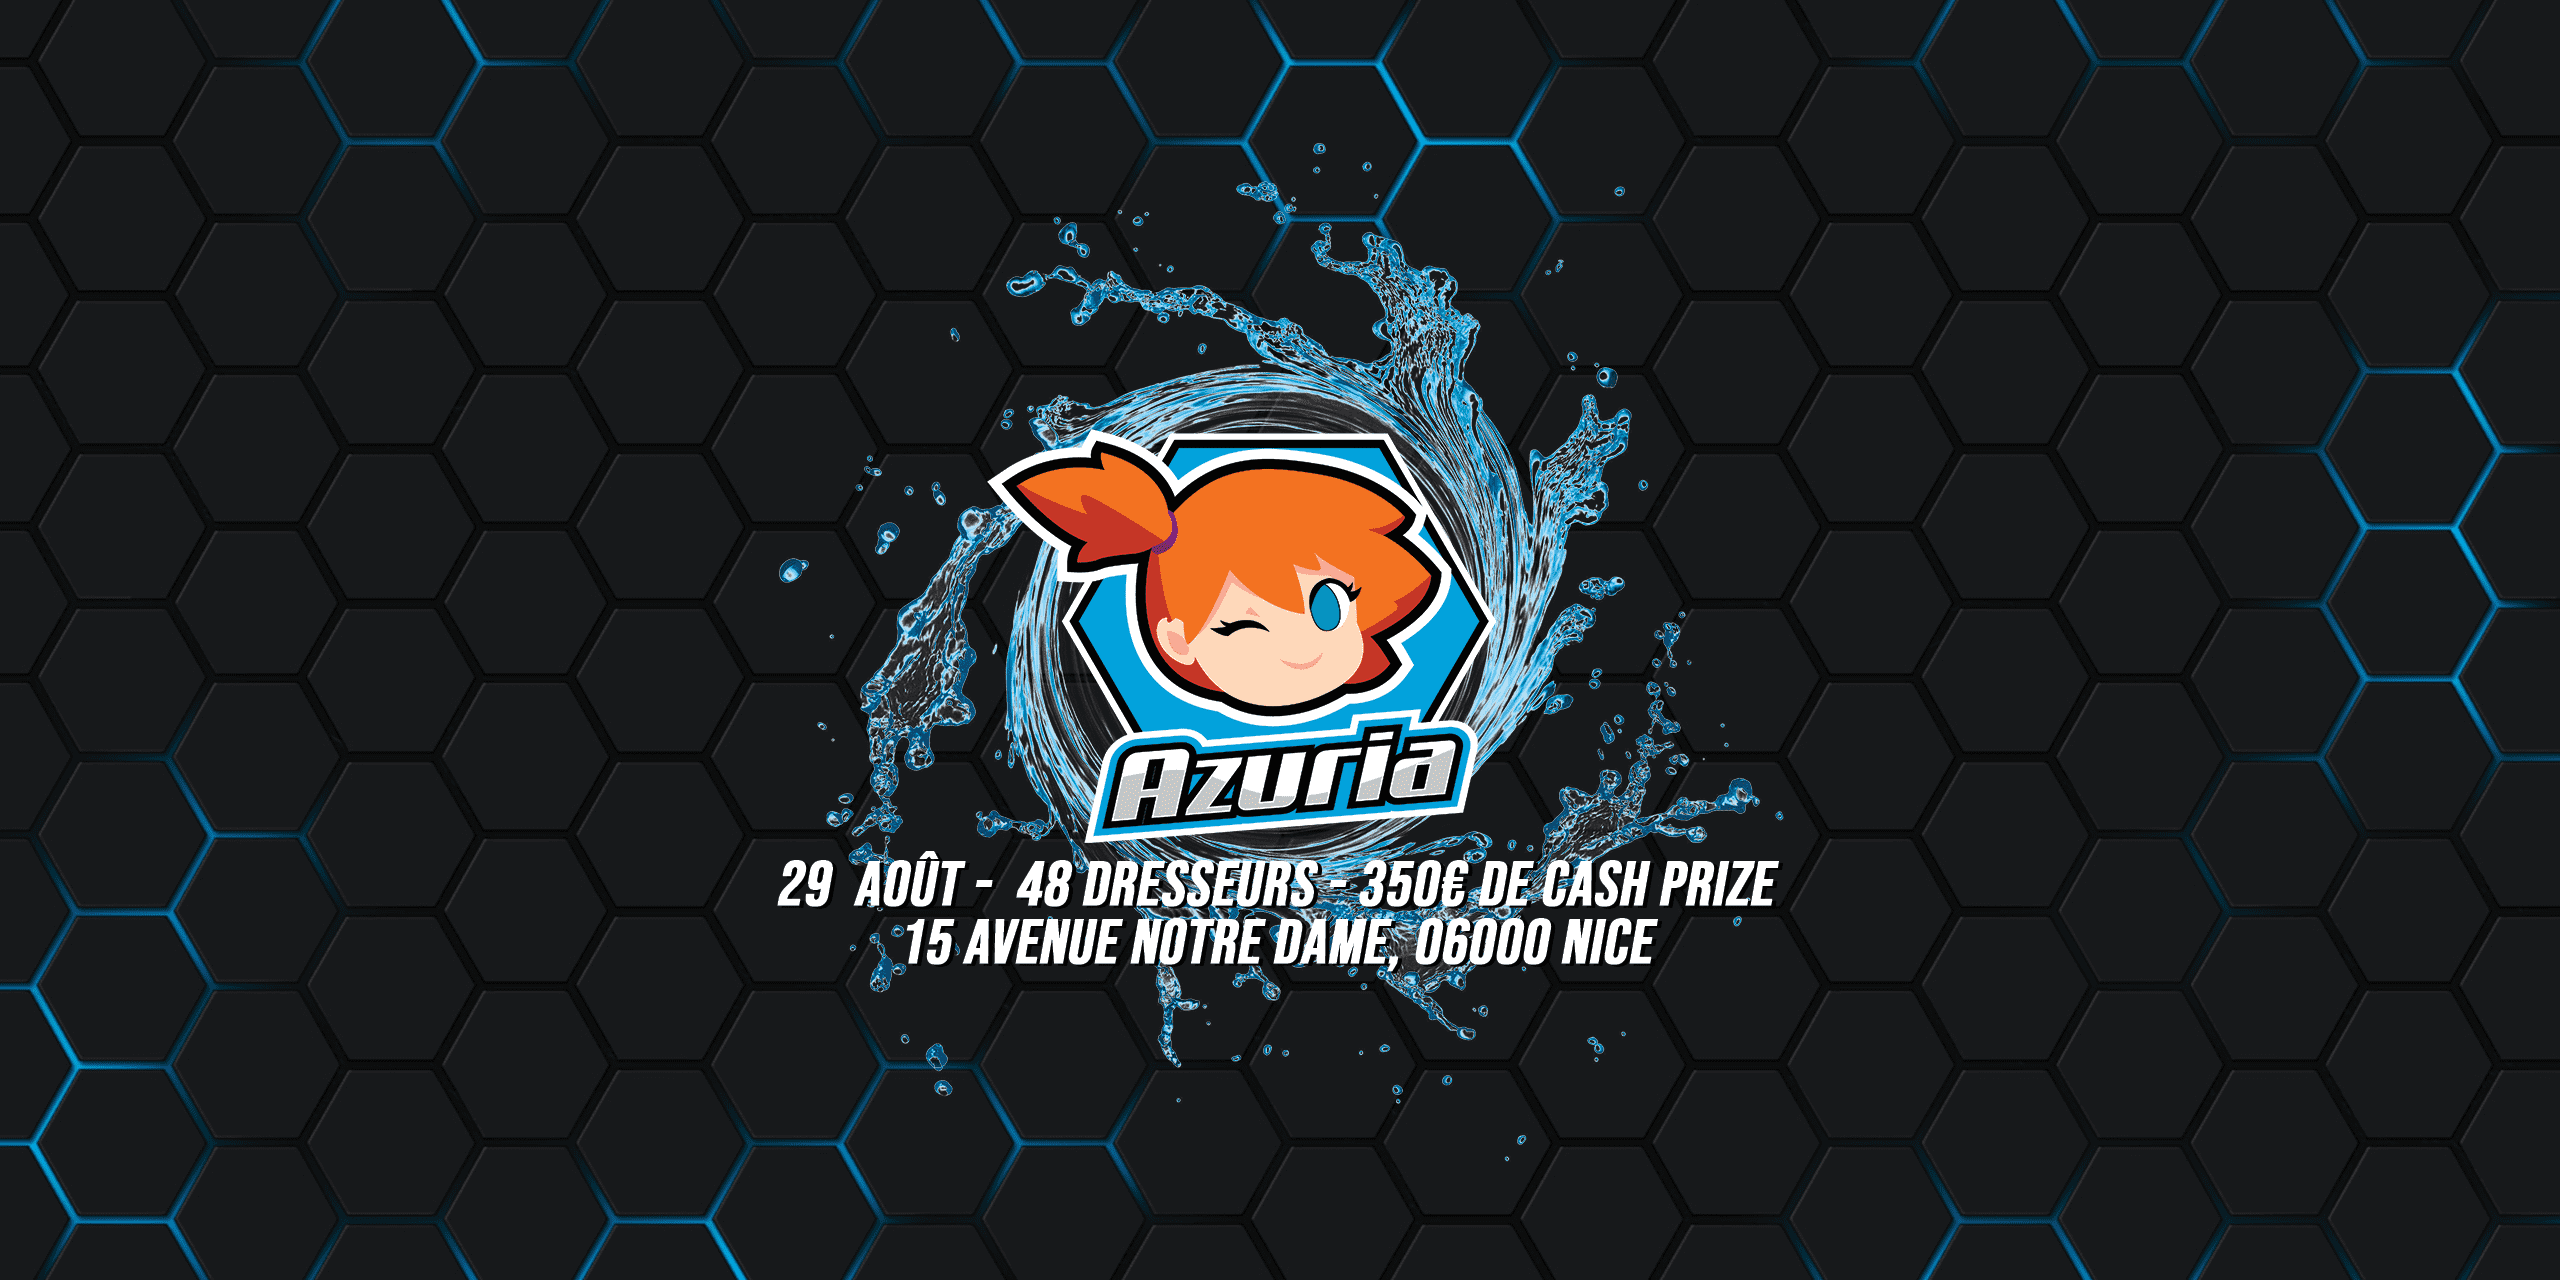 Azuria
29 AOÛT - 48 DRESSEURS - 350€ DE CASH PRIZE
15 AVENUE NOTRE DAME, 06000 NICE